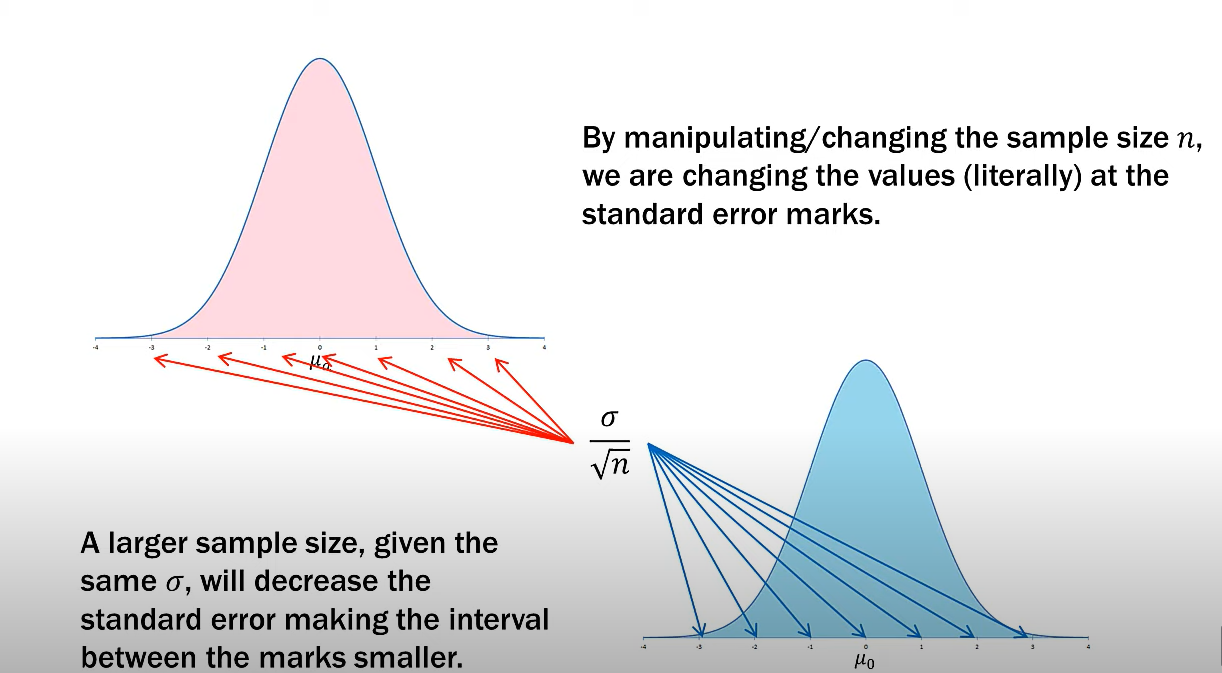 By manipulating/changing the sample size n,
we are changing the values (literally) at the
standard error marks.
-4 -3 -2 -1 0 1 2 3 4
μ₀
σ
√n
A larger sample size, given the
same σ, will decrease the
standard error making the interval
between the marks smaller.
-4 -3 -2 -1 0 1 2 3 4
μ₀